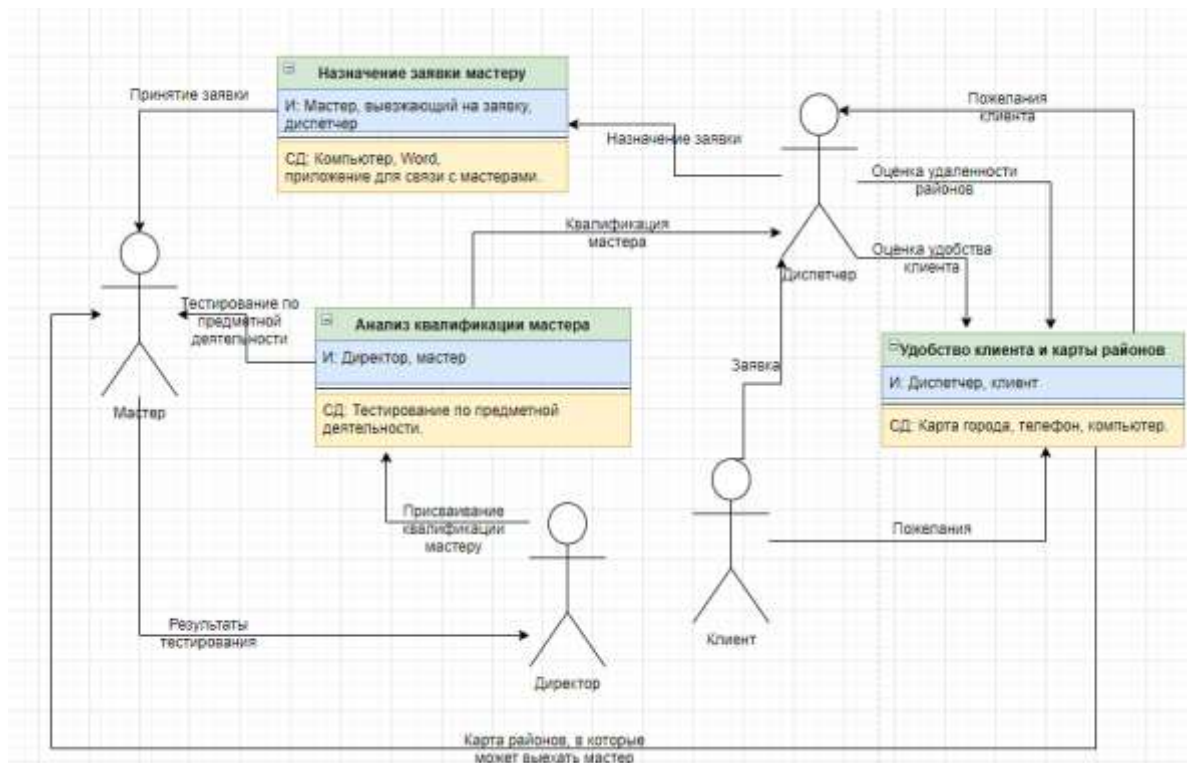 Назначение заявки мастеру
Принятие заявки
И: Мастер, выезжающий на заявку,
диспетчер
Пожелания
клиента
Назначение заявки
СД: Компьютер, Word,
приложение для связи с мастерами.
Оценка удаленности
районов
Квалификация
мастера
Оценка удобства
клиента
Диспетчер
Тестирование по
предметной
деятельности
Анализ квалификации мастера
И: Директор, мастер
СД: Тестирование по предметной
деятельности.
Удобство клиента и карты районов
И: Диспетчер, клиент
СД: Карта города, телефон, компьютер.
Заявка
Мастер
Присваивание
квалификации
мастеру
Пожелания
Результаты
тестирования
Клиент
Директор
Карта районов, в которые
может выехать мастер